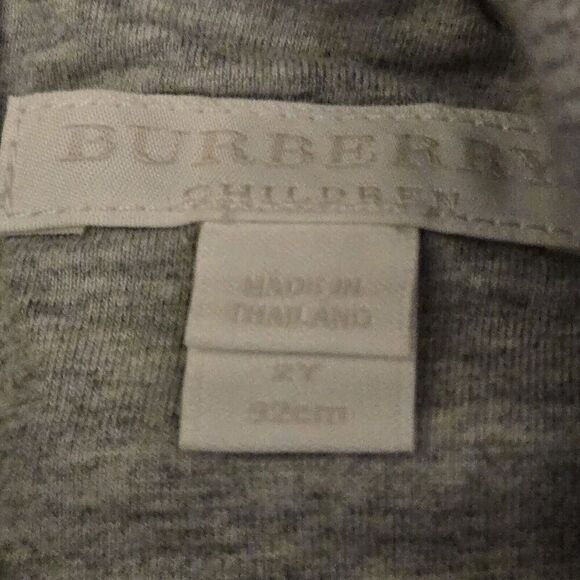 BURBERRY
CHILDREN
MADE IN
THAILAND
2Y
92cm